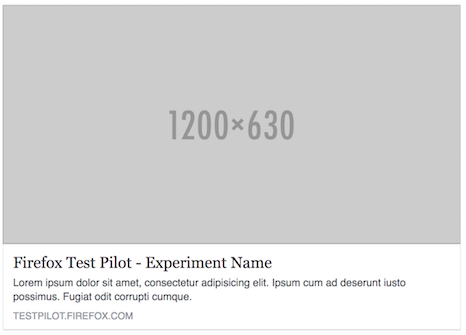 1200×630
Firefox Test Pilot - Experiment Name
Lorem ipsum dolor sit amet, consectetur adipisicing elit. Ipsum cum ad deserunt iusto
possimus. Fugiat odit corrupti cumque.
TESTPILOT.FIREFOX.COM